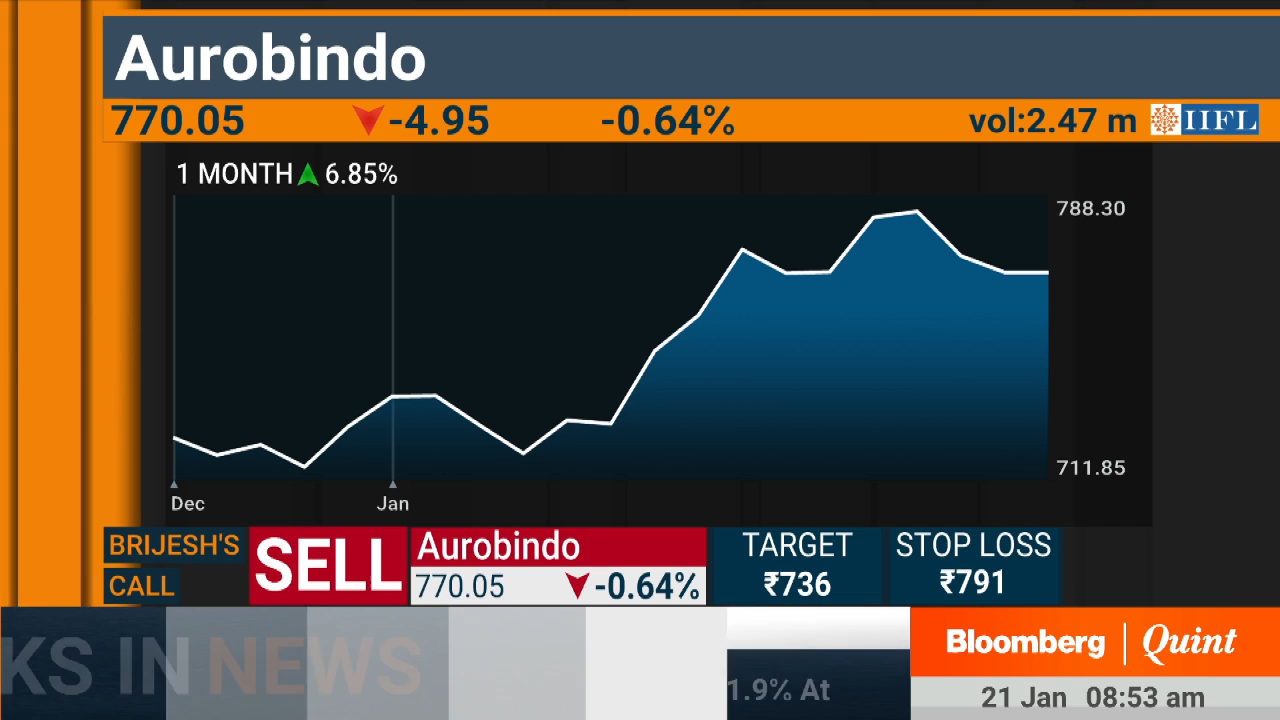 Aurobindo
770.05 -4.95 -0.64% vol:2.47 m IIFL
1 MONTH 6.85%
788.30
711.85
Dec Jan
BRIJESH'S
CALL
SELL
Aurobindo
770.05 -0.64%
TARGET
₹736
STOP LOSS
₹791
KS IN NEWS
1.9% At
Bloomberg | Quint
21 Jan 08:53 am